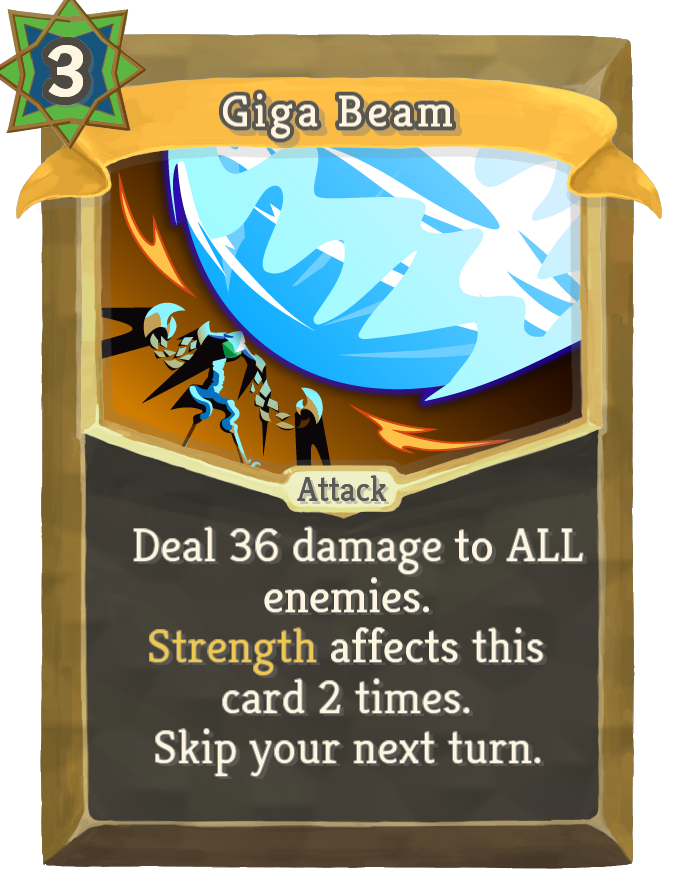 3
Giga Beam
Attack
Deal 36 damage to ALL
enemies.
Strength affects this
card 2 times.
Skip your next turn.